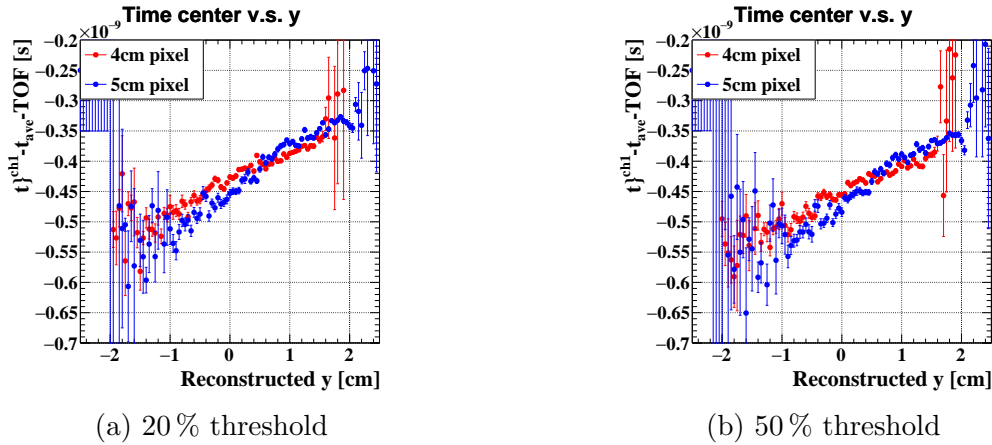 Time center v.s. y
×10⁻⁹
t}^ch1-t_ave-TOF [s]
4cm pixel
5cm pixel
−0.2
−0.25
−0.3
−0.35
−0.4
−0.45
−0.5
−0.55
−0.6
−0.65
−0.7
−2 −1 0 1 2
Reconstructed y [cm]
(a) 20 % threshold
Time center v.s. y
×10⁻⁹
t}^ch1-t_ave-TOF [s]
4cm pixel
5cm pixel
−0.2
−0.25
−0.3
−0.35
−0.4
−0.45
−0.5
−0.55
−0.6
−0.65
−0.7
−2 −1 0 1 2
Reconstructed y [cm]
(b) 50 % threshold